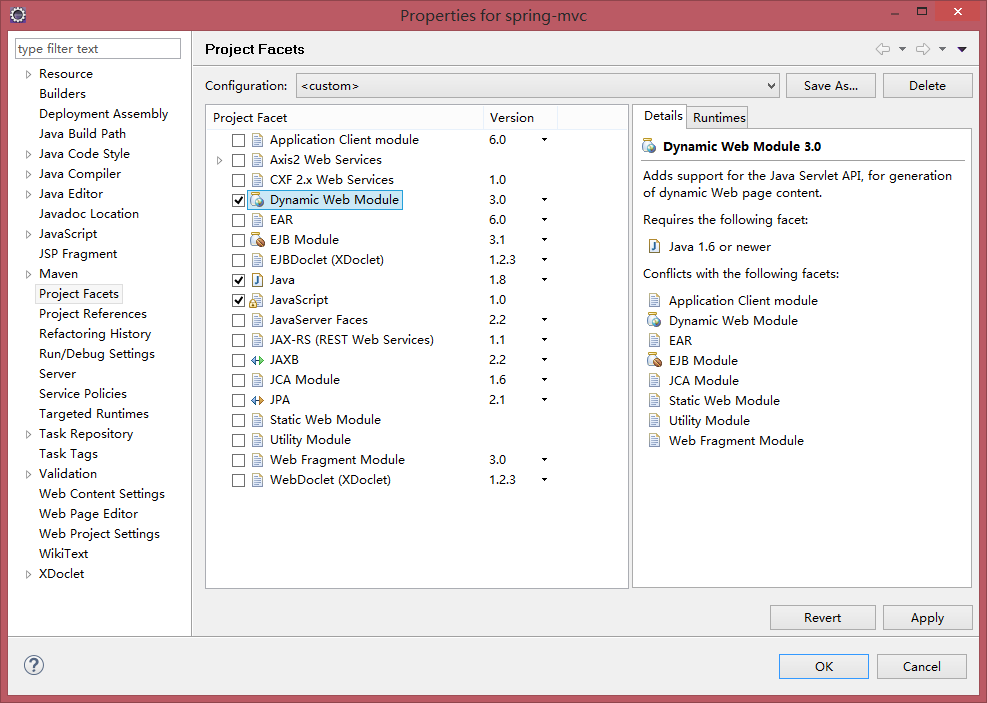 Properties for spring-mvc
type filter text
Resource
Builders
Deployment Assembly
Java Build Path
Java Code Style
Java Compiler
Java Editor
Javadoc Location
JavaScript
JSP Fragment
Maven
Project Facets
Project References
Refactoring History
Run/Debug Settings
Server
Service Policies
Targeted Runtimes
Task Repository
Task Tags
Validation
Web Content Settings
Web Page Editor
Web Project Settings
WikiText
XDoclet
Project Facets
Configuration: <custom> Save As... Delete
Project Facet Version
Application Client module 6.0
Axis2 Web Services
CXF 2.x Web Services 1.0
Dynamic Web Module 3.0
EAR 6.0
EJB Module 3.1
EJBDoclet (XDoclet) 1.2.3
Java 1.8
JavaScript 1.0
JavaServer Faces 2.2
JAX-RS (REST Web Services) 1.1
JAXB 2.2
JCA Module 1.6
JPA 2.1
Static Web Module
Utility Module
Web Fragment Module 3.0
WebDoclet (XDoclet) 1.2.3
Details Runtimes
Dynamic Web Module 3.0
Adds support for the Java Servlet API, for generation
of dynamic Web page content.
Requires the following facet:
Java 1.6 or newer
Conflicts with the following facets:
Application Client module
Dynamic Web Module
EAR
EJB Module
JCA Module
Static Web Module
Utility Module
Web Fragment Module
Revert Apply
? OK Cancel